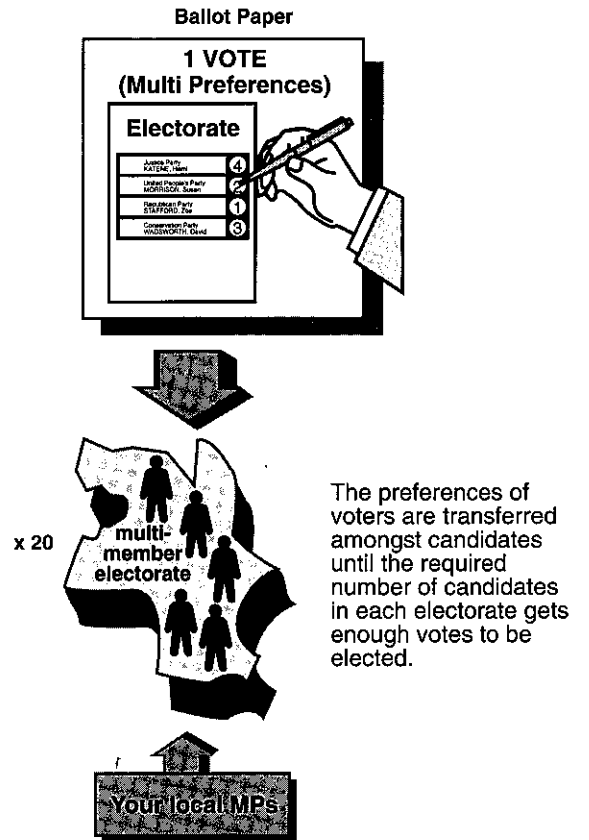 Ballot Paper
1 VOTE
(Multi Preferences)
Electorate
Justice Party
KATENE, Hemi
4
United People's Party
MORRISON, Susan
2
Republican Party
STAFFORD, Zoe
1
Conservation Party
WADSWORTH, David
3
x 20
multi-
member
electorate
The preferences of
voters are transferred
amongst candidates
until the required
number of candidates
in each electorate gets
enough votes to be
elected.
Your local MPs